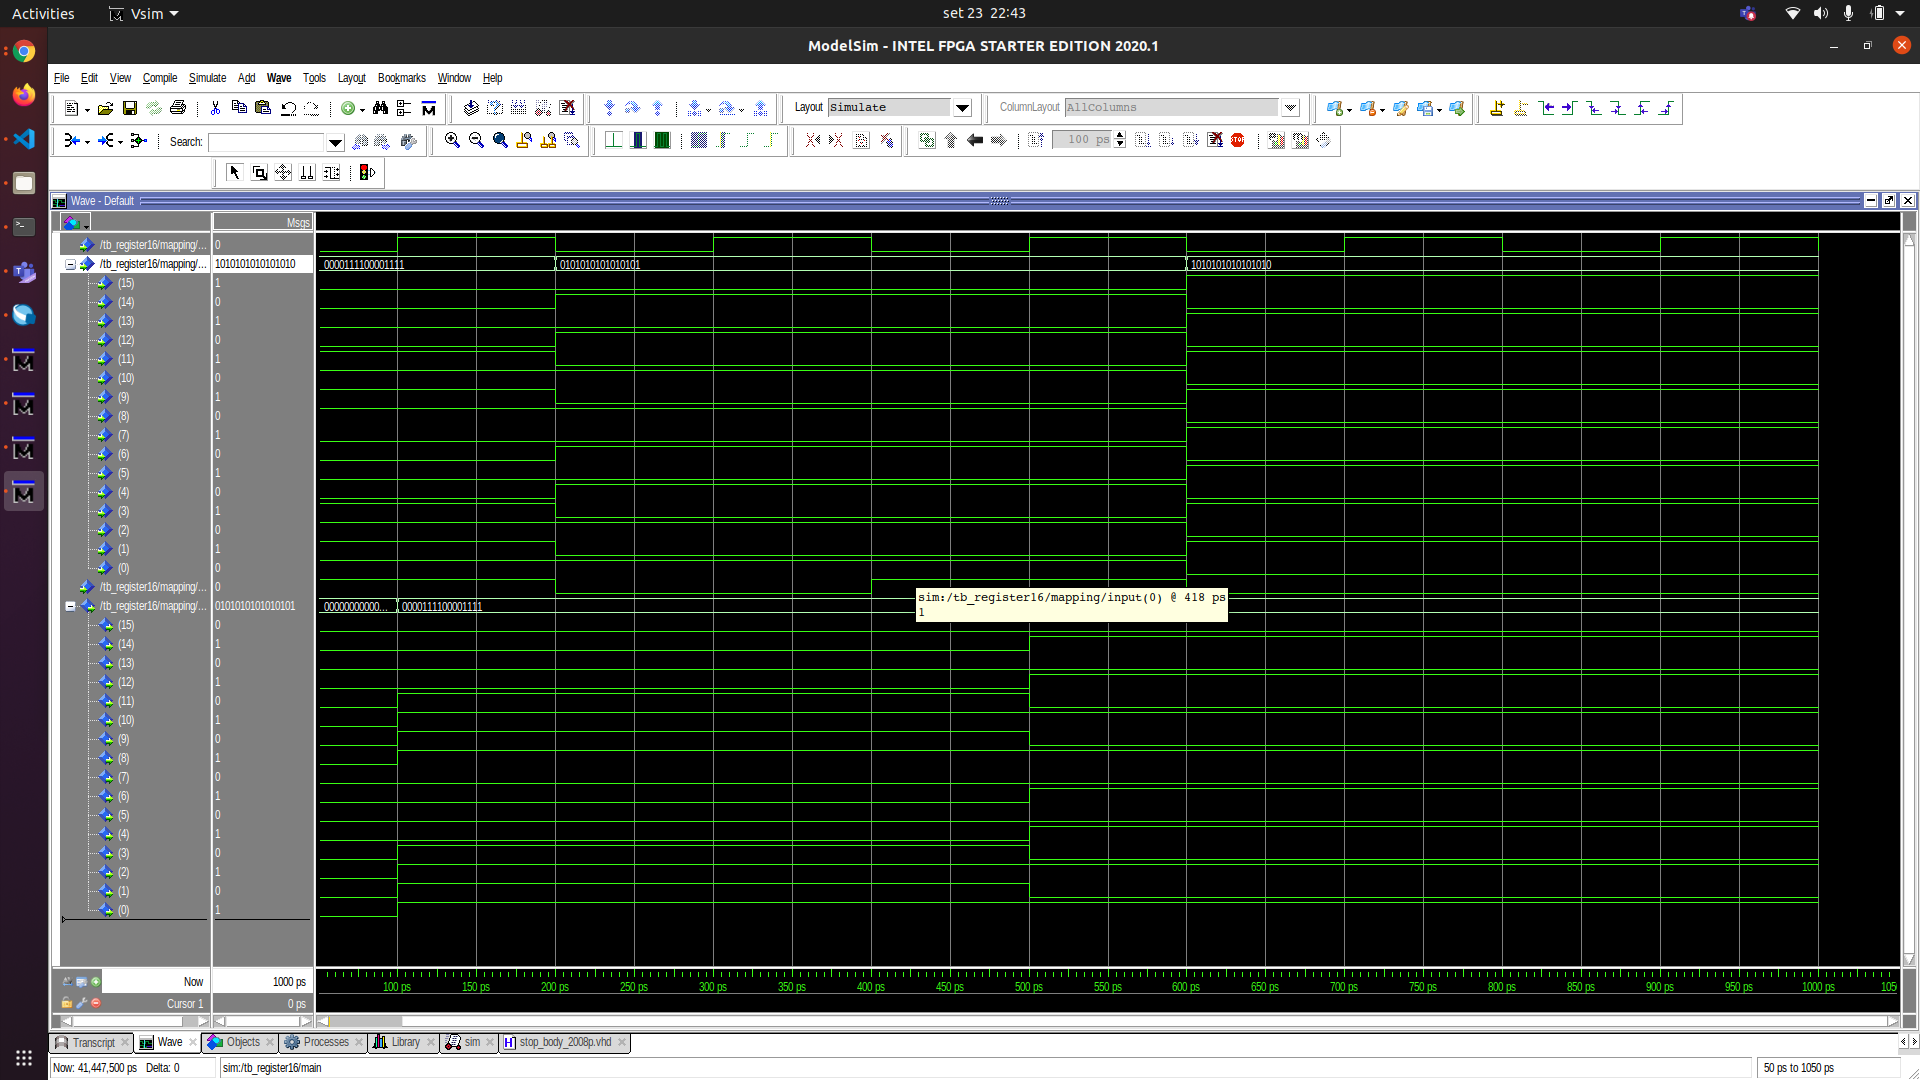 Activities Vsim set 23 22:43
ModelSim - INTEL FPGA STARTER EDITION 2020.1
File Edit View Compile Simulate Add Wave Tools Layout Bookmarks Window Help
Layout Simulate ColumnLayout AllColumns
Search: 100 ps STOP
Wave - Default
Msgs
/tb_register16/mapping/... 0
/tb_register16/mapping/... 1010101010101010 0000111100001111 0101010101010101 1010101010101010
(15) 1
(14) 0
(13) 1
(12) 0
(11) 1
(10) 0
(9) 1
(8) 0
(7) 1
(6) 0
(5) 1
(4) 0
(3) 1
(2) 0
(1) 1
(0) 0
/tb_register16/mapping/... 0
/tb_register16/mapping/... 0101010101010101 00000000000... 0000111100001111
sim:/tb_register16/mapping/input(0) @ 418 ps
1
(15) 0
(14) 1
(13) 0
(12) 1
(11) 0
(10) 1
(9) 0
(8) 1
(7) 0
(6) 1
(5) 0
(4) 1
(3) 0
(2) 1
(1) 0
(0) 1
Now 1000 ps 100 ps 150 ps 200 ps 250 ps 300 ps 350 ps 400 ps 450 ps 500 ps 550 ps 600 ps 650 ps 700 ps 750 ps 800 ps 850 ps 900 ps 950 ps 1000 ps 105
Cursor 1 0 ps
Transcript Wave Objects Processes Library sim stop_body_2008p.vhd
Now: 41,447,500 ps Delta: 0 sim:/tb_register16/main 50 ps to 1050 ps